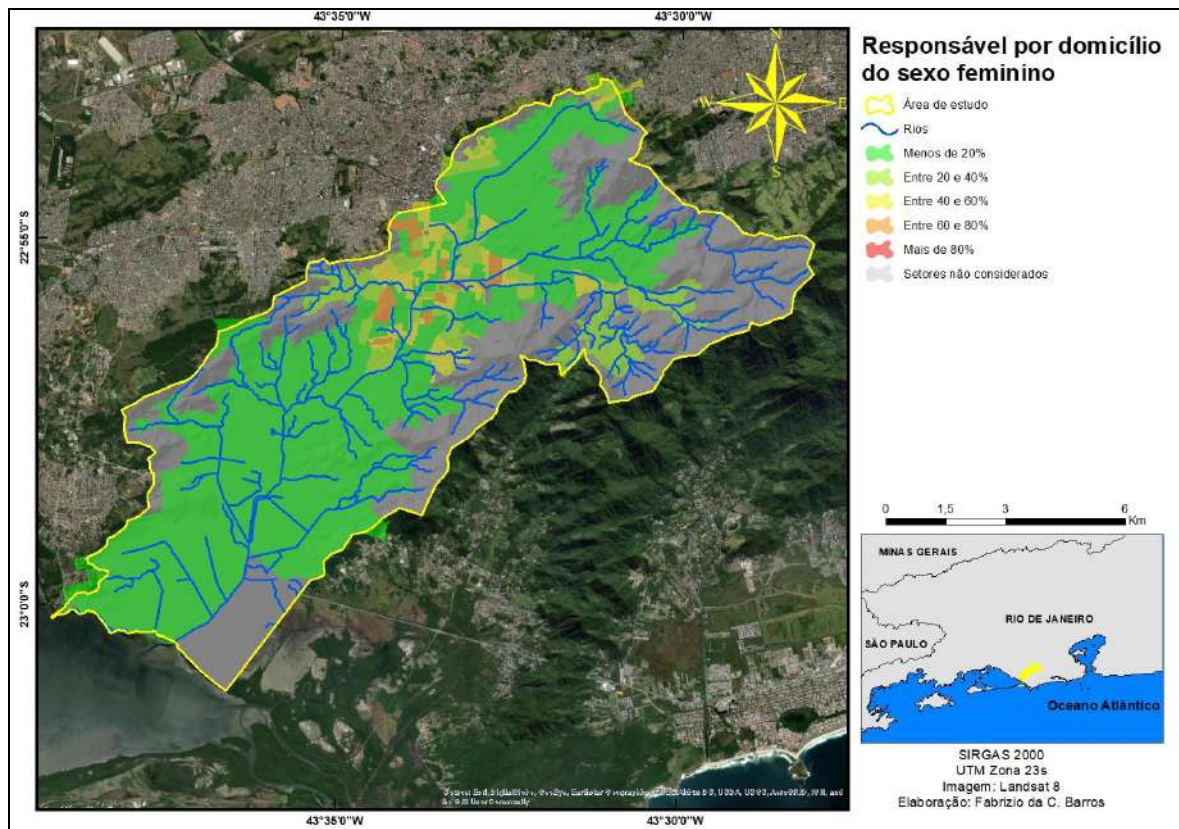 43°35'0"W
43°30'0"W
22°55'0"S
23°0'0"S
43°35'0"W
43°30'0"W
N
W
E
S
Responsável por domicílio
do sexo feminino
Área de estudo
Rios
Menos de 20%
Entre 20 e 40%
Entre 40 e 60%
Entre 60 e 80%
Mais de 80%
Setores não considerados
0
1,5
3
6
Km
MINAS GERAIS
RIO DE JANEIRO
SÃO PAULO
Oceano Atlântico
SIRGAS 2000
UTM Zona 23s
Imagem: Landsat 8
Elaboração: Fabrizio da C. Barros